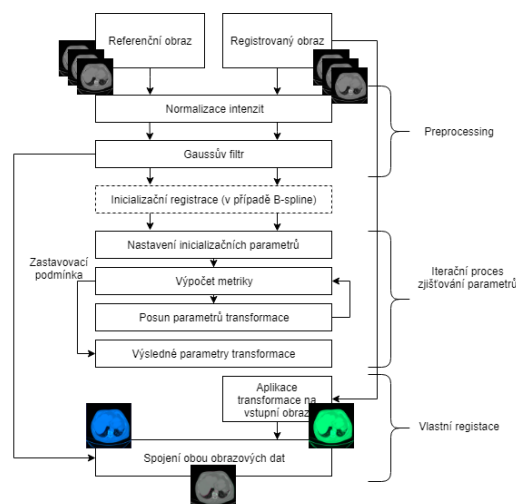 Referenční obraz
Registrovaný obraz
Normalizace intenzit
Gaussův filtr
Preprocessing
Inicializační registrace (v případě B-spline)
Nastavení inicializačních parametrů
Zastavovací
podmínka
Výpočet metriky
Posun parametrů transformace
Výsledné parametry transformace
Iterační proces
zjišťování parametrů
Aplikace
transformace na
vstupní obraz
Vlastní registace
Spojení obou obrazových dat